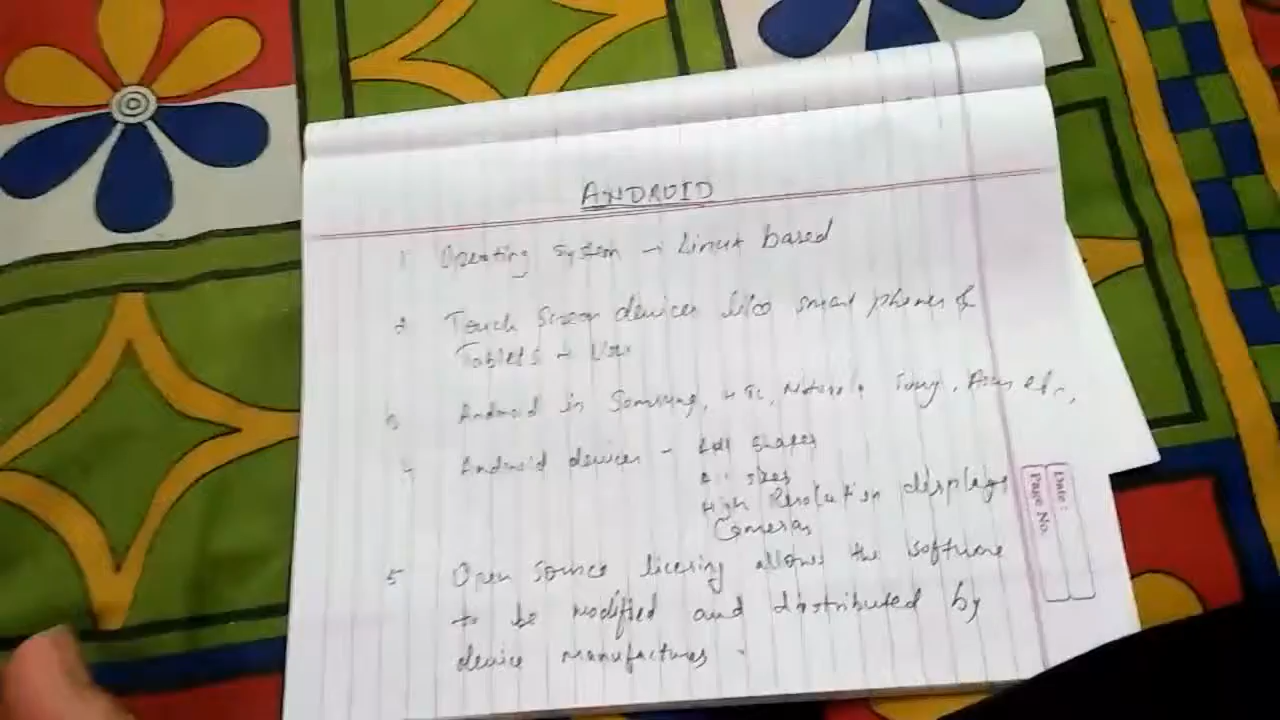 ANDROID
1 Operating System → Linux based
2 Touch Screen devices like smart phones &
Tablets → Use
3 Android in Samsung, HTC, Motorola, Sony, Asus etc,
4 Android devices - All shapes
All sizes
High Resolution displays
Cameras
5 Open Source licesing allows the software
to be modified and distributed by
device manufactures.
Date:
Page No.